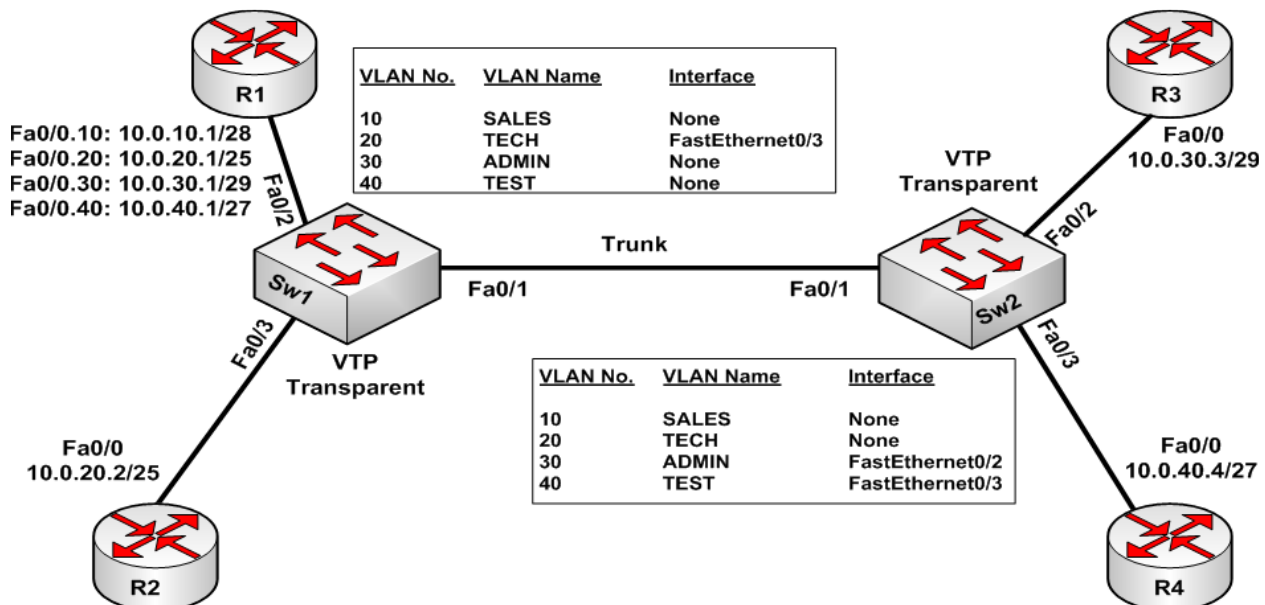 R1
Fa0/0.10: 10.0.10.1/28
Fa0/0.20: 10.0.20.1/25
Fa0/0.30: 10.0.30.1/29
Fa0/0.40: 10.0.40.1/27
Fa0/2
VLAN No. VLAN Name Interface
10 SALES None
20 TECH FastEthernet0/3
30 ADMIN None
40 TEST None
R3
Fa0/0
10.0.30.3/29
VTP
Transparent
Fa0/2
Sw1
Fa0/1
Trunk
Fa0/1
Sw2
Fa0/3
VTP
Transparent
Fa0/3
VLAN No. VLAN Name Interface
10 SALES None
20 TECH None
30 ADMIN FastEthernet0/2
40 TEST FastEthernet0/3
Fa0/0
10.0.20.2/25
R2
Fa0/0
10.0.40.4/27
R4